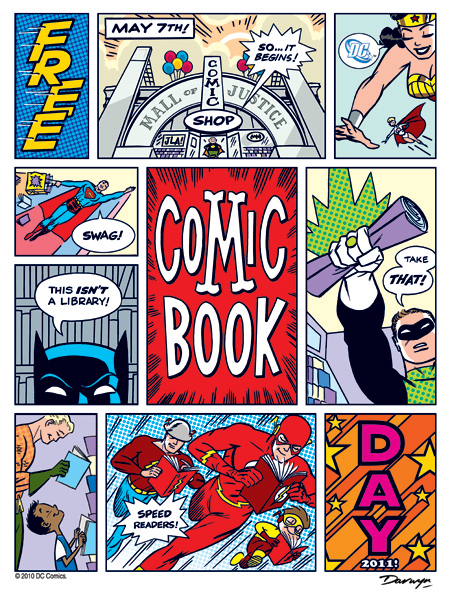 FREE
MAY 7TH!
SO...IT
BEGINS!
MALL OF JUSTICE
COMIC
SHOP
JLA!
DC
SWAG!
COMIC
BOOK
THIS ISN'T
A LIBRARY!
TAKE
THAT!
SPEED
READERS!
DAY
2011!
© 2010 DC Comics.
Darwyn